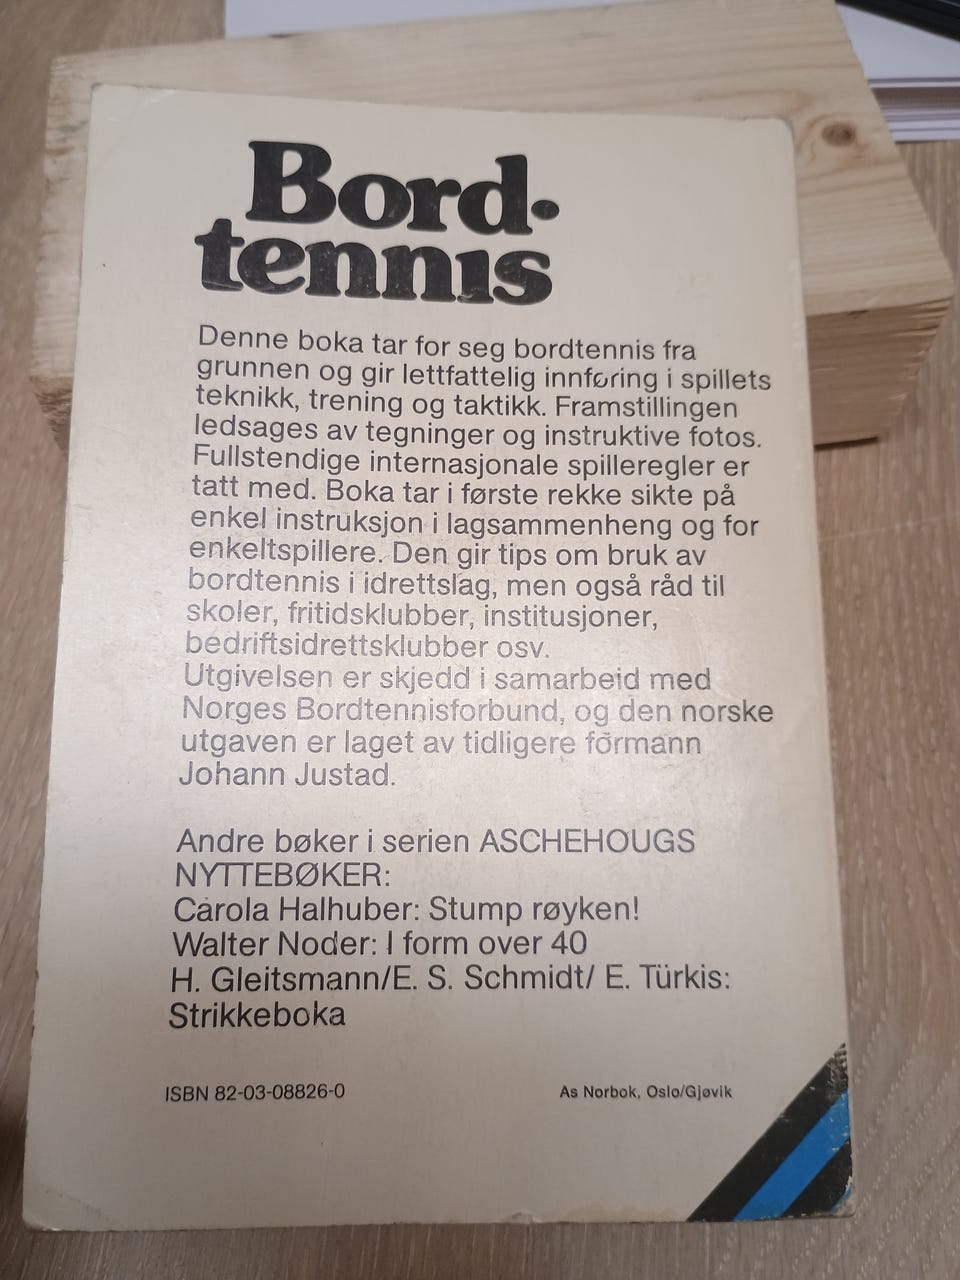 Bord-
tennis
Denne boka tar for seg bordtennis fra
grunnen og gir lettfattelig innføring i spillets
teknikk, trening og taktikk. Framstillingen
ledsages av tegninger og instruktive fotos.
Fullstendige internasjonale spilleregler er
tatt med. Boka tar i første rekke sikte på
enkel instruksjon i lagsammenheng og for
enkeltspillere. Den gir tips om bruk av
bordtennis i idrettslag, men også råd til
skoler, fritidsklubber, institusjoner,
bedriftsidrettsklubber osv.
Utgivelsen er skjedd i samarbeid med
Norges Bordtennisforbund, og den norske
utgaven er laget av tidligere formann
Johann Justad.
Andre bøker i serien ASCHEHOUGS
NYTTEBØKER:
Carola Halhuber: Stump røyken!
Walter Noder: I form over 40
H. Gleitsmann/E. S. Schmidt/ E. Türkis:
Strikkeboka
ISBN 82-03-08826-0
As Norbok, Oslo/Gjøvik